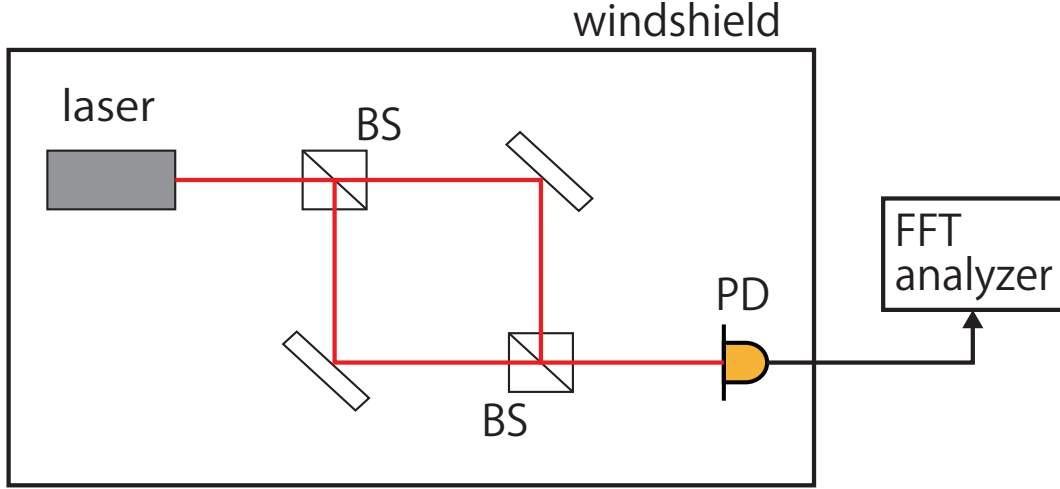 windshield
laser
BS
FFT
analyzer
PD
BS